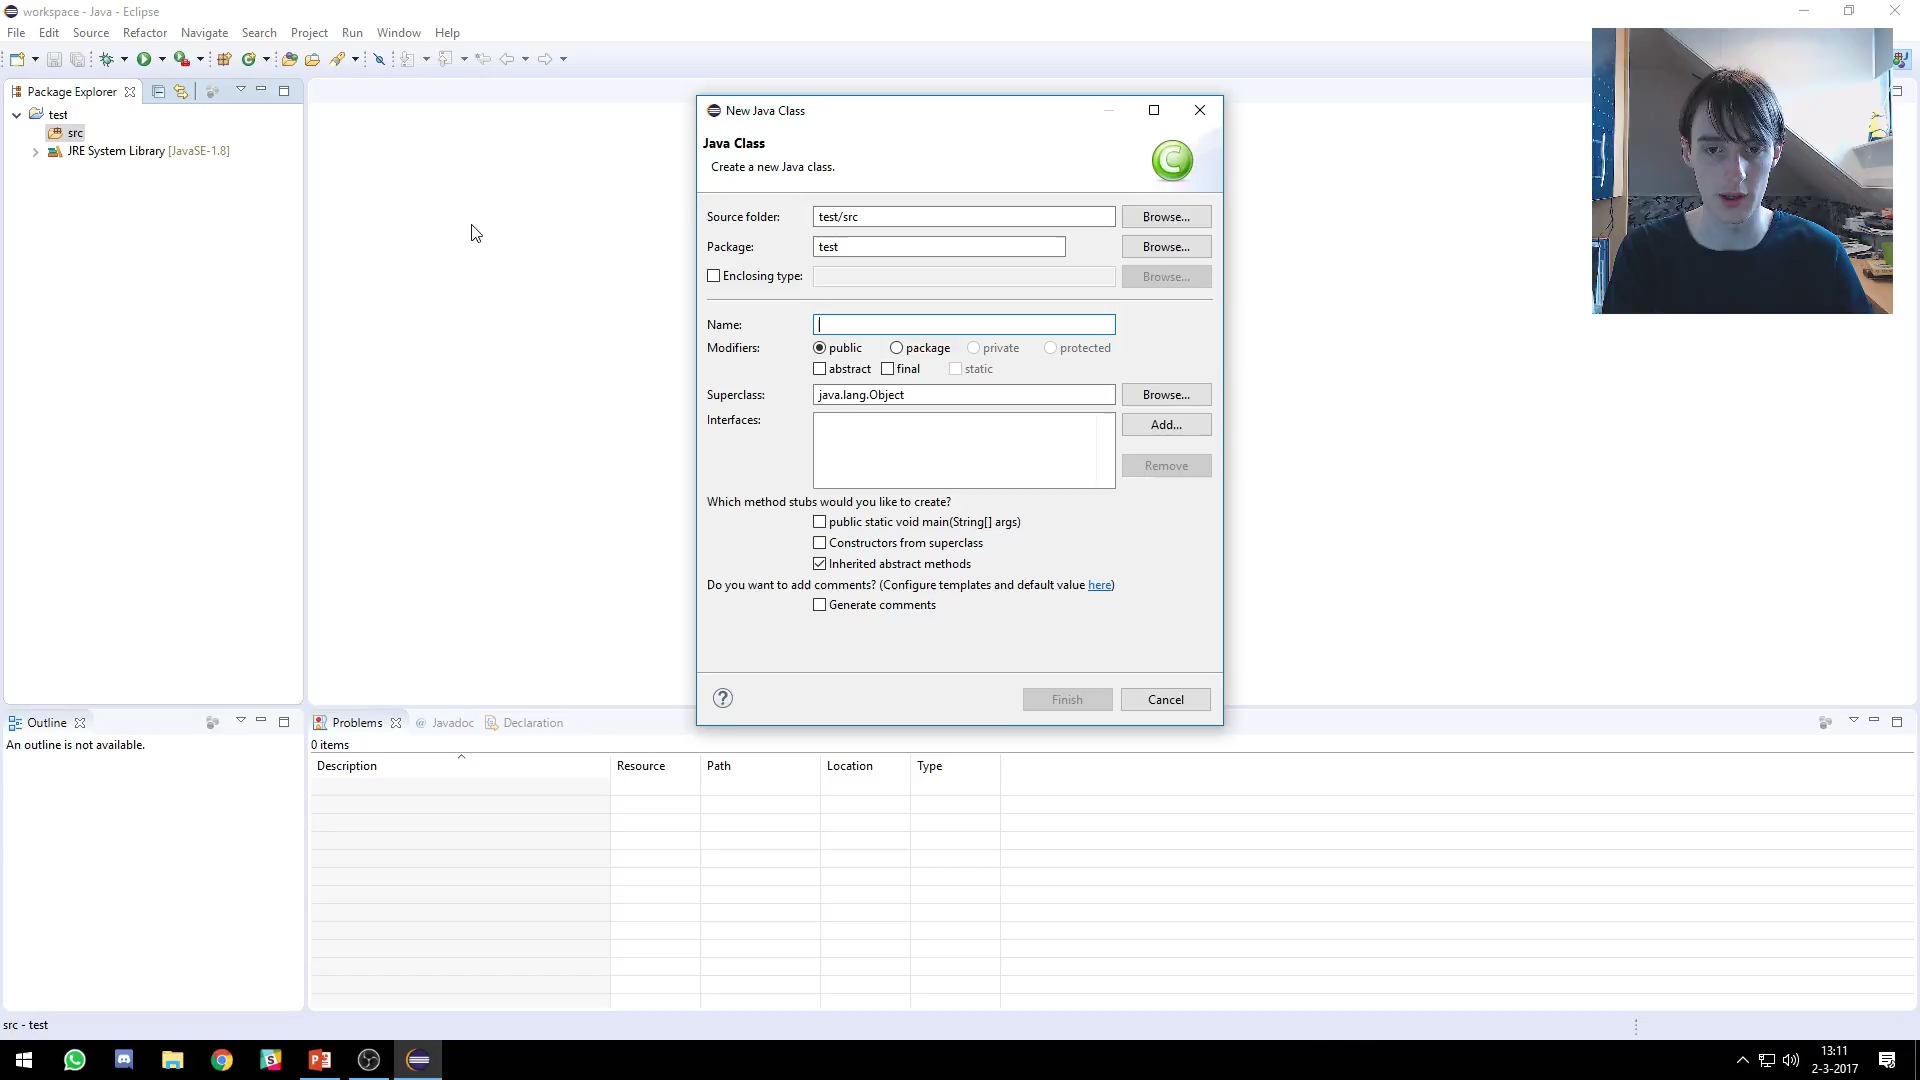 workspace - Java - Eclipse
File Edit Source Refactor Navigate Search Project Run Window Help
Package Explorer
test
src
JRE System Library [JavaSE-1.8]
New Java Class
Java Class
Create a new Java class.
C
Source folder: test/src Browse...
Package: test Browse...
Enclosing type: Browse...
Name:
Modifiers: public package private protected
abstract final static
Superclass: java.lang.Object Browse...
Interfaces: Add...
Remove
Which method stubs would you like to create?
public static void main(String[] args)
Constructors from superclass
Inherited abstract methods
Do you want to add comments? (Configure templates and default value here)
Generate comments
? Finish Cancel
Outline
An outline is not available.
Problems @ Javadoc Declaration
0 items
Description Resource Path Location Type
src - test
13:11
2-3-2017